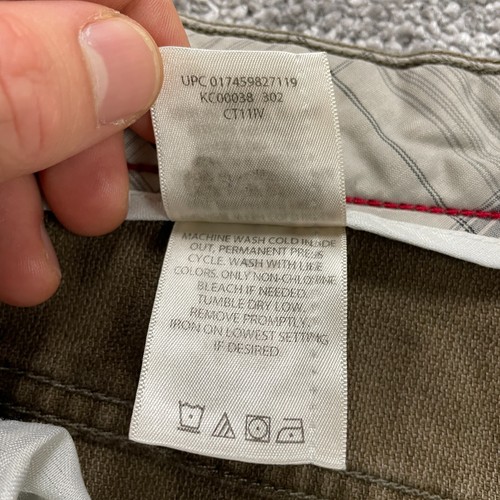 UPC 017459827119
KC00038 302
CT11IV
MACHINE WASH COLD INSIDE
OUT, PERMANENT PRESS
CYCLE. WASH WITH LIKE
COLORS. ONLY NON-CHLORINE
BLEACH IF NEEDED.
TUMBLE DRY LOW.
REMOVE PROMPTLY.
IRON ON LOWEST SETTING
IF DESIRED.